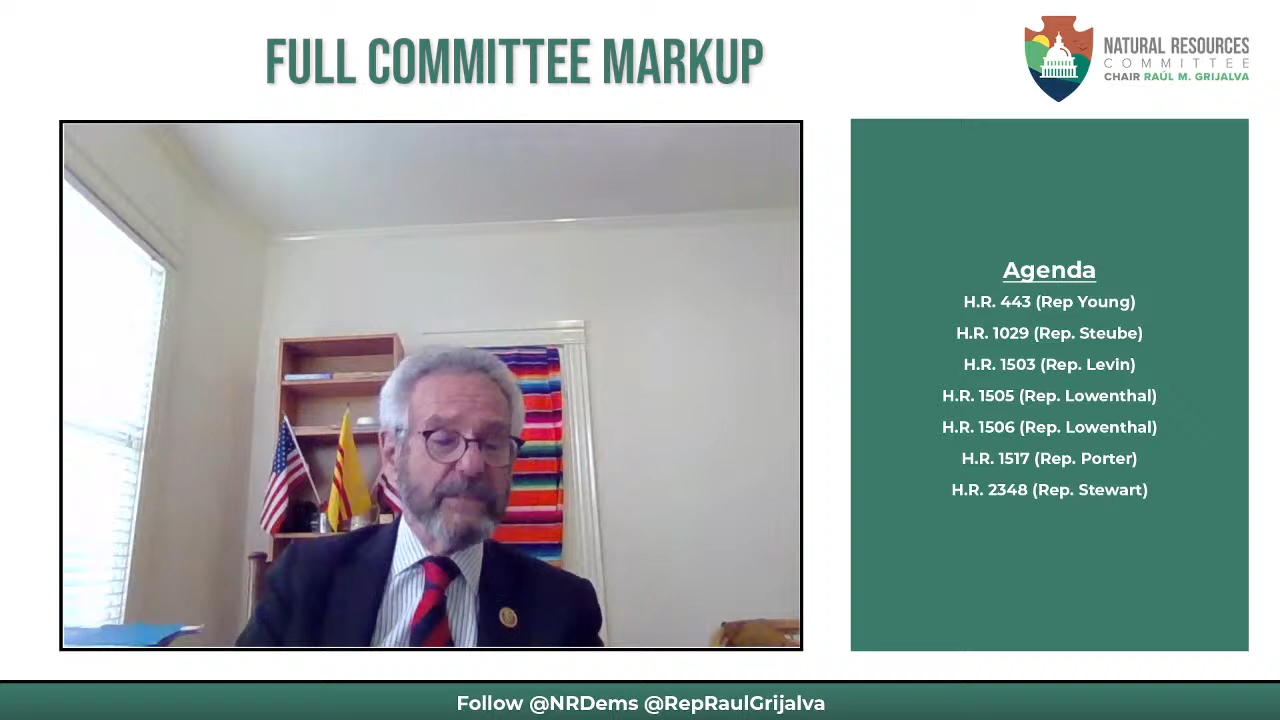 FULL COMMITTEE MARKUP
NATURAL RESOURCES
COMMITTEE
CHAIR RAÚL M. GRIJALVA
Agenda
H.R. 443 (Rep Young)
H.R. 1029 (Rep. Steube)
H.R. 1503 (Rep. Levin)
H.R. 1505 (Rep. Lowenthal)
H.R. 1506 (Rep. Lowenthal)
H.R. 1517 (Rep. Porter)
H.R. 2348 (Rep. Stewart)
Follow @NRDems @RepRaulGrijalva